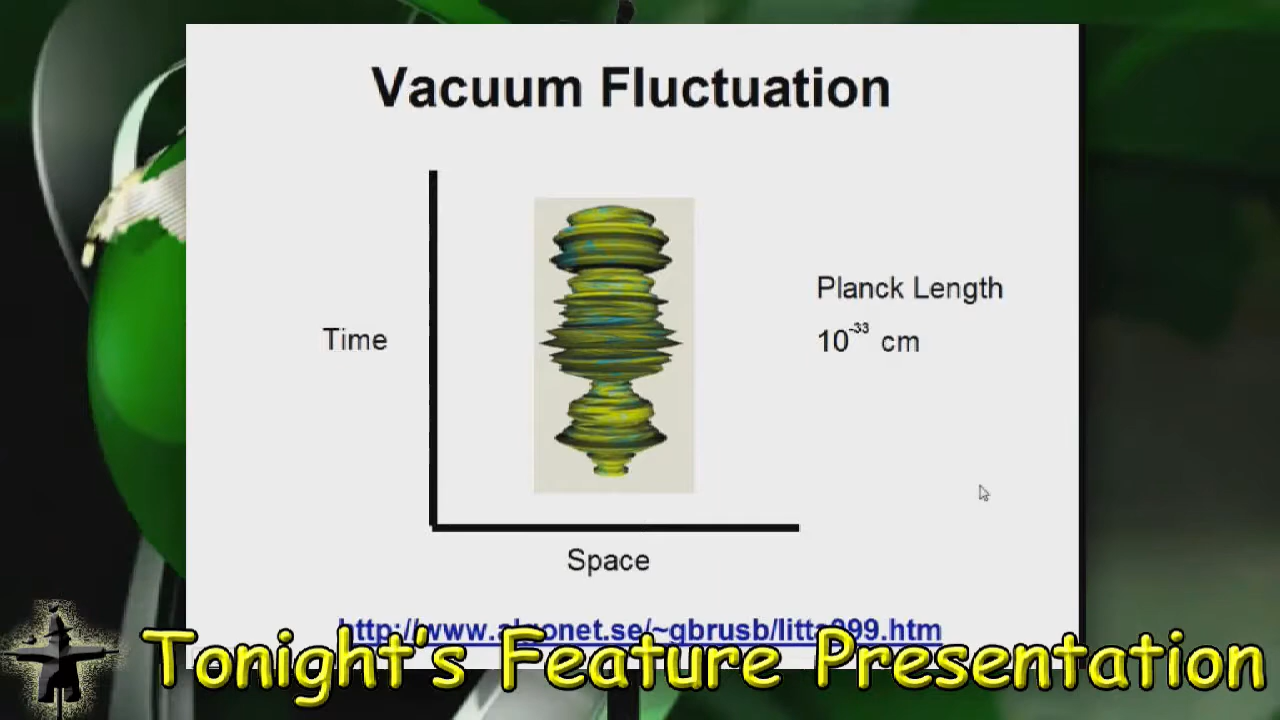 Vacuum Fluctuation
Time
Planck Length
10⁻³³ cm
Space
Tonight's Feature Presentation